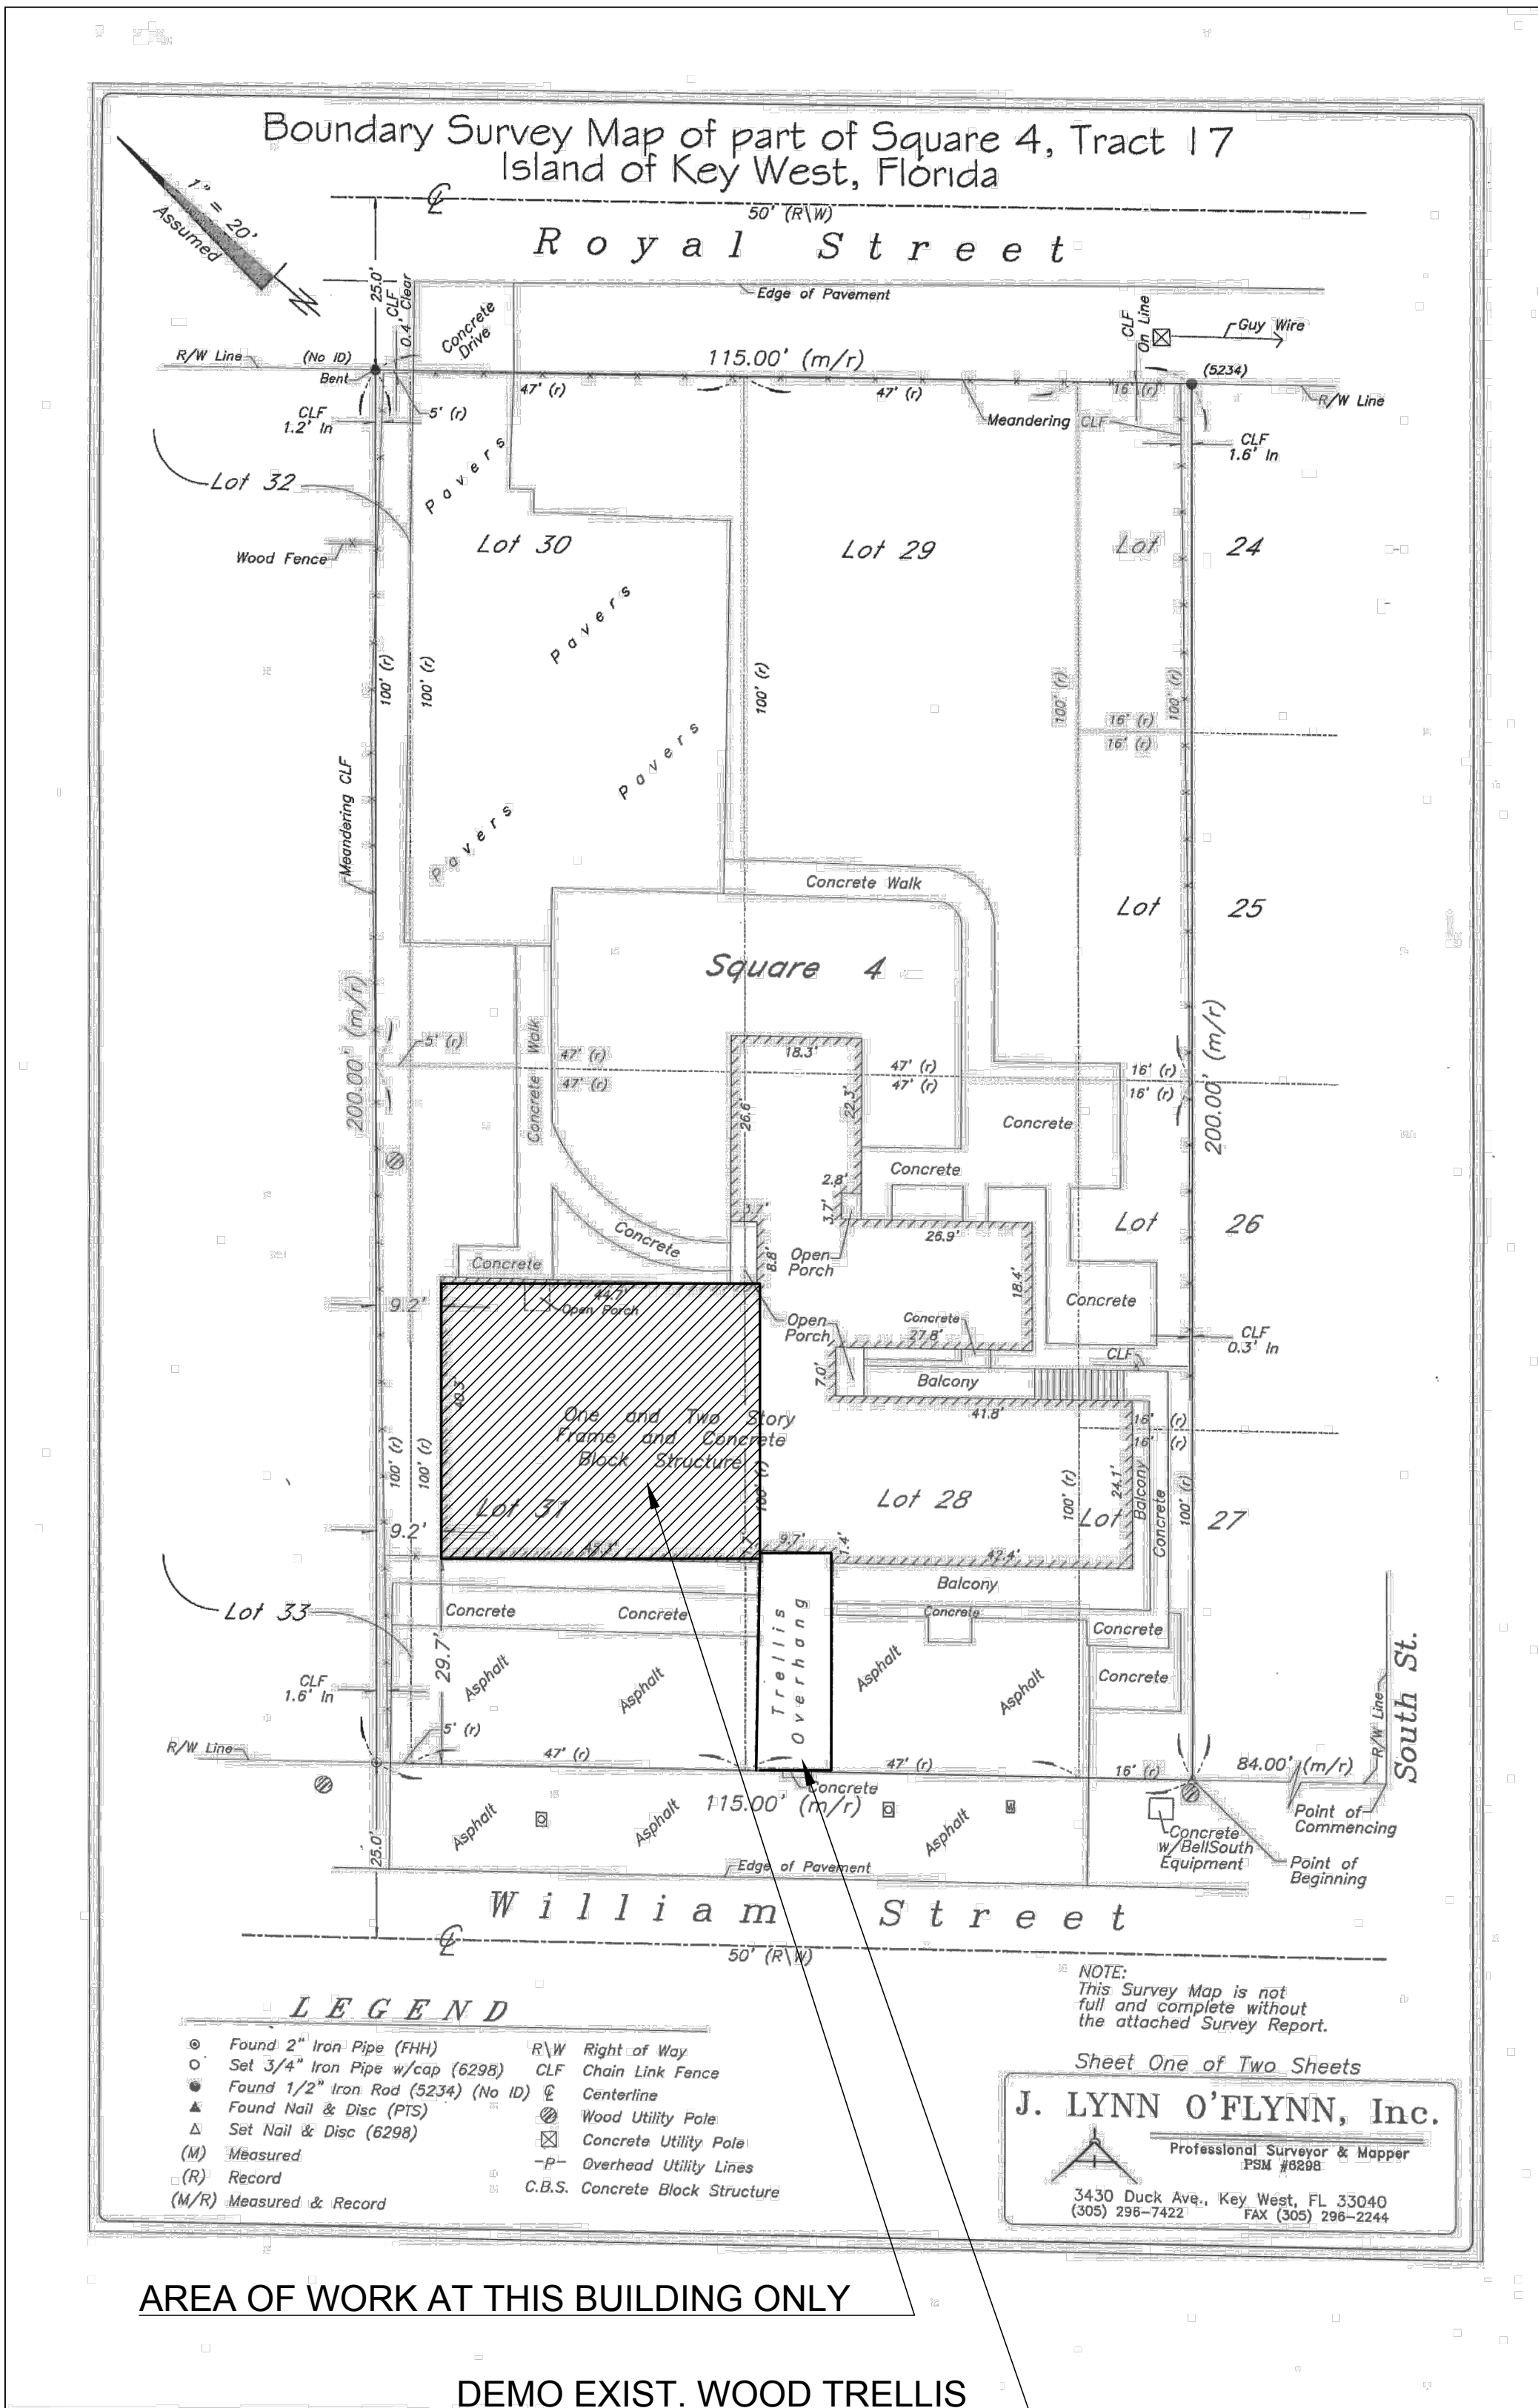 Boundary Survey Map of part of Square 4, Tract 17
Island of Key West, Florida
1" = 20'
Assumed
N
50' (R\W)
Royal Street
25.0'
CLF
0.4' Clear
Concrete
Drive
Edge of Pavement
CLF
On Line
Guy Wire
R/W Line
(No ID)
Bent
115.00' (m/r)
(5234)
R/W Line
47' (r)
47' (r)
16' (r)
CLF
1.2' In
5' (r)
Meandering CLF
CLF
1.6' In
Lot 32
Pavers
Wood Fence
Lot 30
Lot 29
Lot 24
Pavers
100' (r)
100' (r)
100' (r)
100' (r)
100' (r)
16' (r)
16' (r)
Pavers
Meandering CLF
Pavers
Concrete Walk
Lot 25
Square 4
200.00' (m/r)
5' (r)
Concrete Walk
47' (r)
47' (r)
18.3'
47' (r)
47' (r)
16' (r)
16' (r)
200.00' (m/r)
26.6'
22.3'
Concrete
Concrete
2.8'
3.7'
Lot 26
26.9'
Concrete
Concrete
8.8'
Open
Porch
18.4'
9.2'
44.7'
Open Porch
Concrete
Open
Porch
Concrete
27.8'
CLF
0.3' In
CLF
7.0'
Balcony
40.3'
41.8'
One and Two Story
Frame and Concrete
Block Structure
16' (r)
16' (r)
100' (r)
100' (r)
100' (r)
100' (r)
24.1'
Balcony
Concrete
100' (r)
Lot 31
Lot 28
Lot 27
9.2'
9.7'
1.4'
42.4'
Balcony
Lot 33
Concrete
Concrete
Concrete
Concrete
Trellis
Overhang
29.7'
Asphalt
Asphalt
Asphalt
Asphalt
Concrete
CLF
1.6' In
R/W Line
5' (r)
47' (r)
47' (r)
16' (r)
84.00' (m/r)
R/W Line
South St.
Concrete
115.00' (m/r)
Asphalt
Asphalt
Asphalt
25.0'
Concrete
w/BellSouth
Equipment
Point of
Commencing
Point of
Beginning
Edge of Pavement
William Street
50' (R\W)
NOTE:
This Survey Map is not
full and complete without
the attached Survey Report.
LEGEND
Found 2" Iron Pipe (FHH)
Set 3/4" Iron Pipe w/cap (6298)
Found 1/2" Iron Rod (5234) (No ID)
Found Nail & Disc (PTS)
Set Nail & Disc (6298)
(M) Measured
(R) Record
(M/R) Measured & Record
R\W Right of Way
CLF Chain Link Fence
Centerline
Wood Utility Pole
Concrete Utility Pole
-P- Overhead Utility Lines
C.B.S. Concrete Block Structure
Sheet One of Two Sheets
J. LYNN O'FLYNN, Inc.
Professional Surveyor & Mapper
PSM #6298
3430 Duck Ave., Key West, FL 33040
(305) 296-7422 FAX (305) 296-2244
AREA OF WORK AT THIS BUILDING ONLY
DEMO EXIST. WOOD TRELLIS